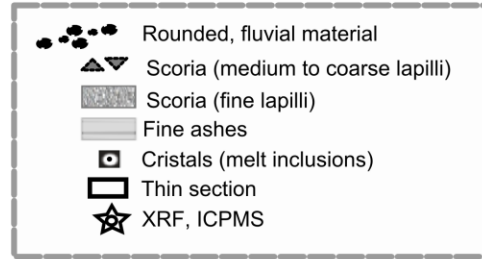 Rounded, fluvial material
Scoria (medium to coarse lapilli)
Scoria (fine lapilli)
Fine ashes
Cristals (melt inclusions)
Thin section
XRF, ICPMS